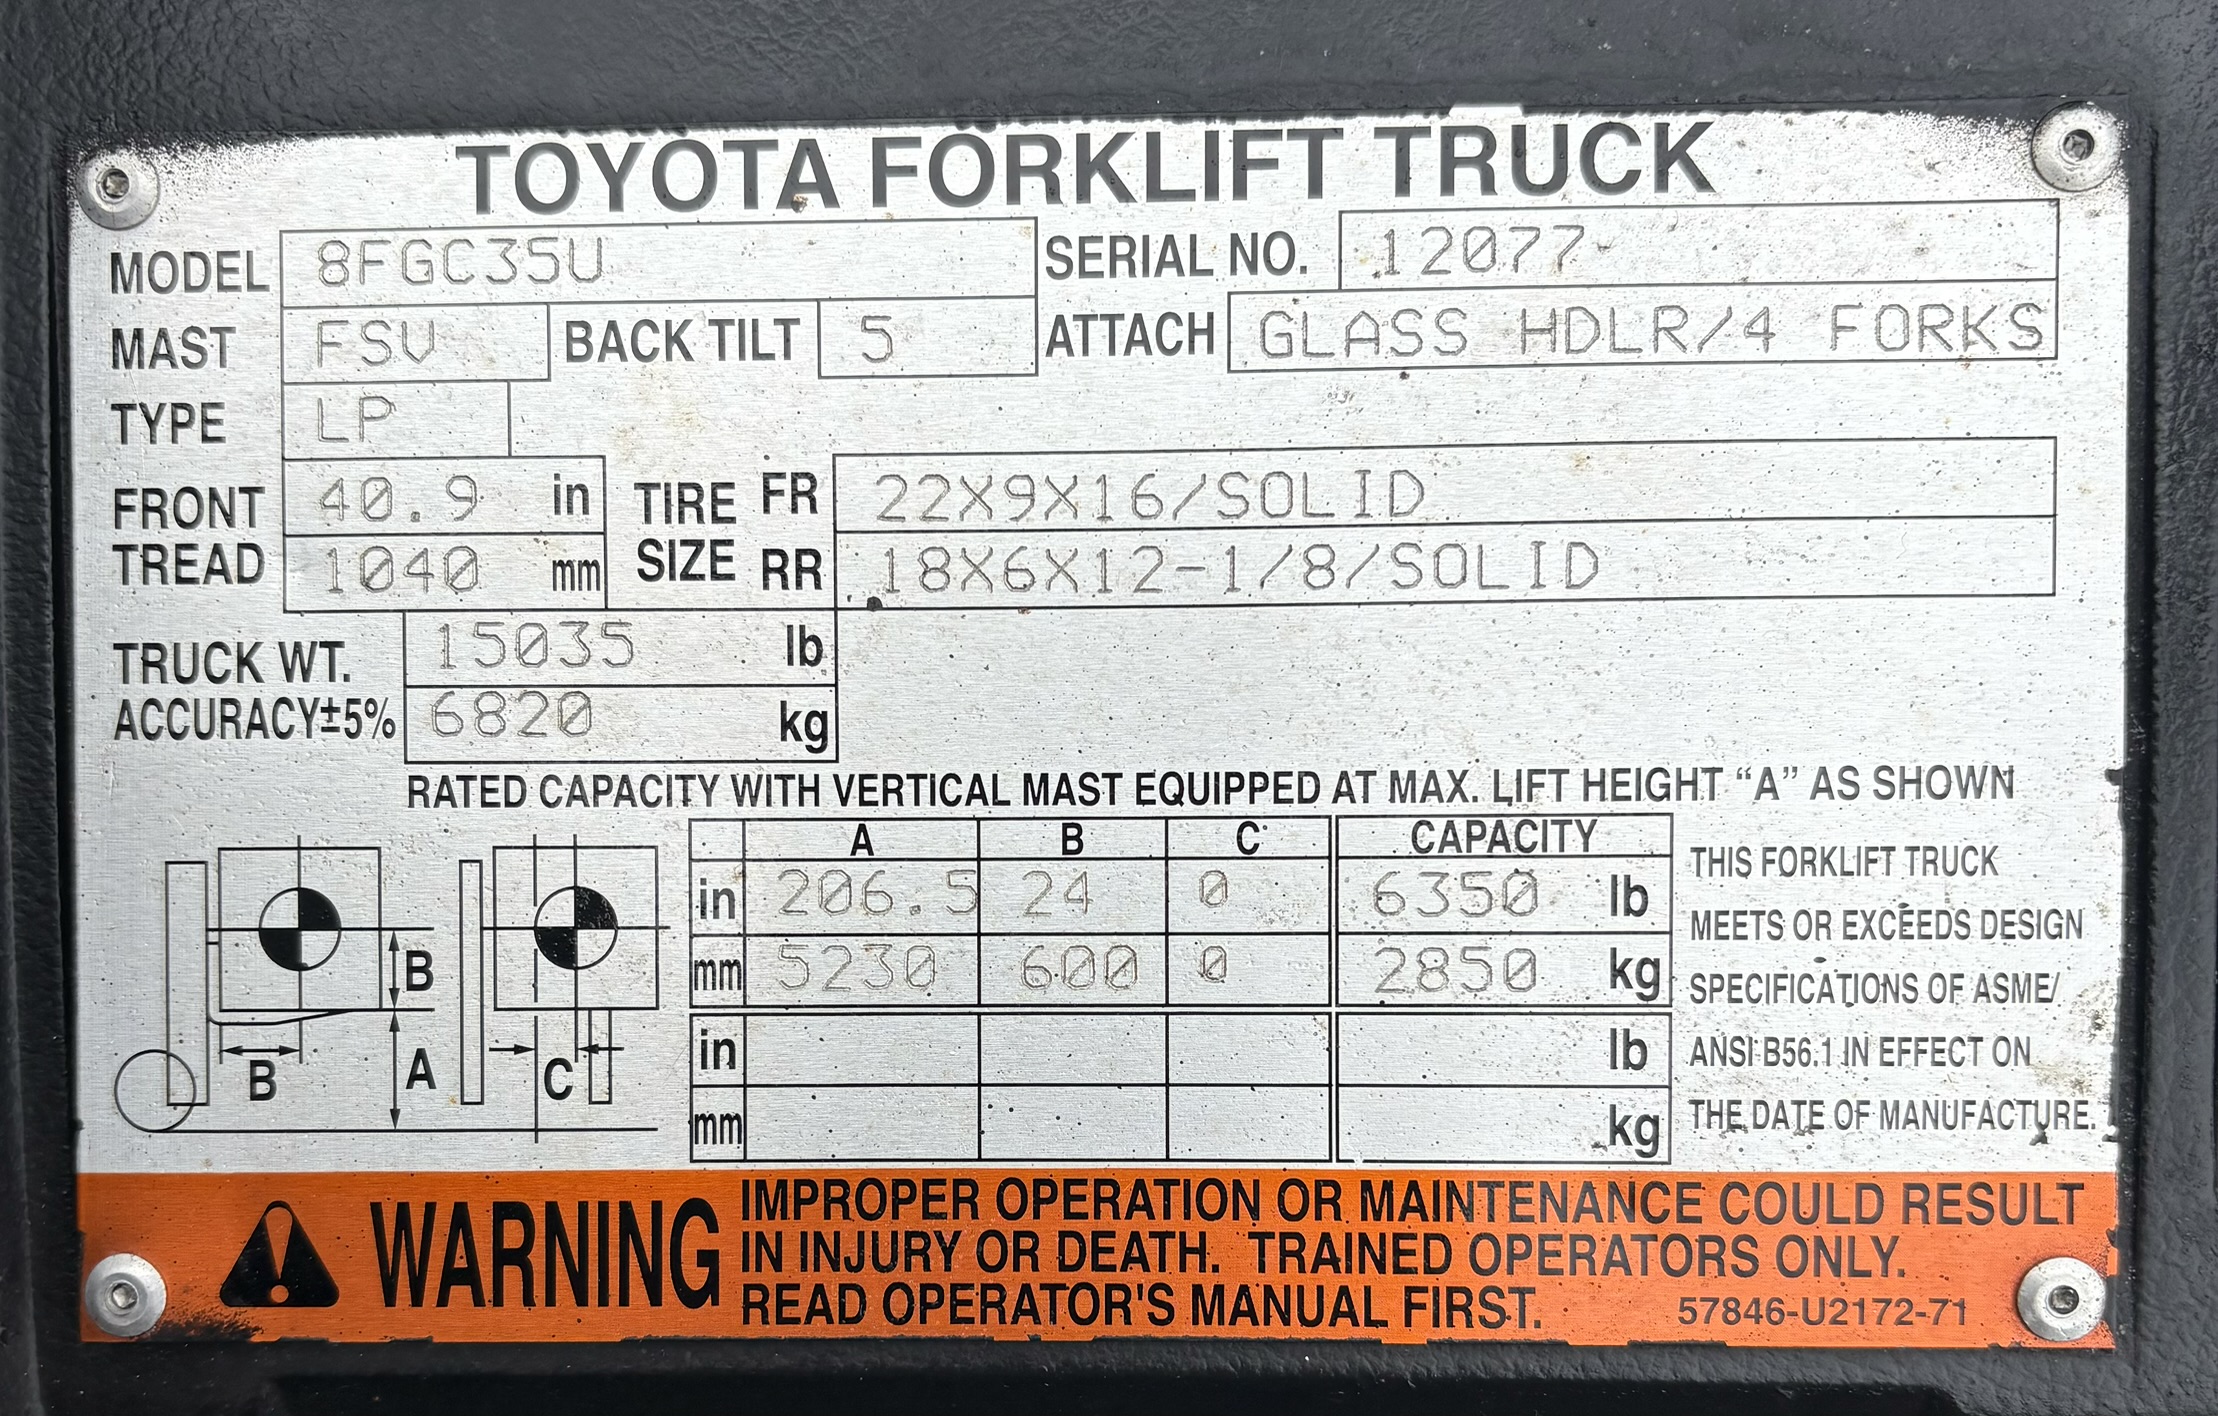 TOYOTA FORKLIFT TRUCK
MODEL 8FGC35U SERIAL NO. 12077
MAST FSV BACK TILT 5 ATTACH GLASS HDLR/4 FORKS
TYPE LP
FRONT TREAD 40.9 in TIRE SIZE FR 22X9X16/SOLID
1040 mm RR 18X6X12-1/8/SOLID
TRUCK WT. 15035 lb
ACCURACY±5% 6820 kg
RATED CAPACITY WITH VERTICAL MAST EQUIPPED AT MAX. LIFT HEIGHT “A” AS SHOWN
A B C CAPACITY
in 206.5 24 0 6350 lb
mm 5230 600 0 2850 kg
in lb
mm kg
B
B
A
C
THIS FORKLIFT TRUCK
MEETS OR EXCEEDS DESIGN
SPECIFICATIONS OF ASME/
ANSI B56.1 IN EFFECT ON
THE DATE OF MANUFACTURE.
WARNING
IMPROPER OPERATION OR MAINTENANCE COULD RESULT
IN INJURY OR DEATH. TRAINED OPERATORS ONLY.
READ OPERATOR'S MANUAL FIRST. 57846-U2172-71